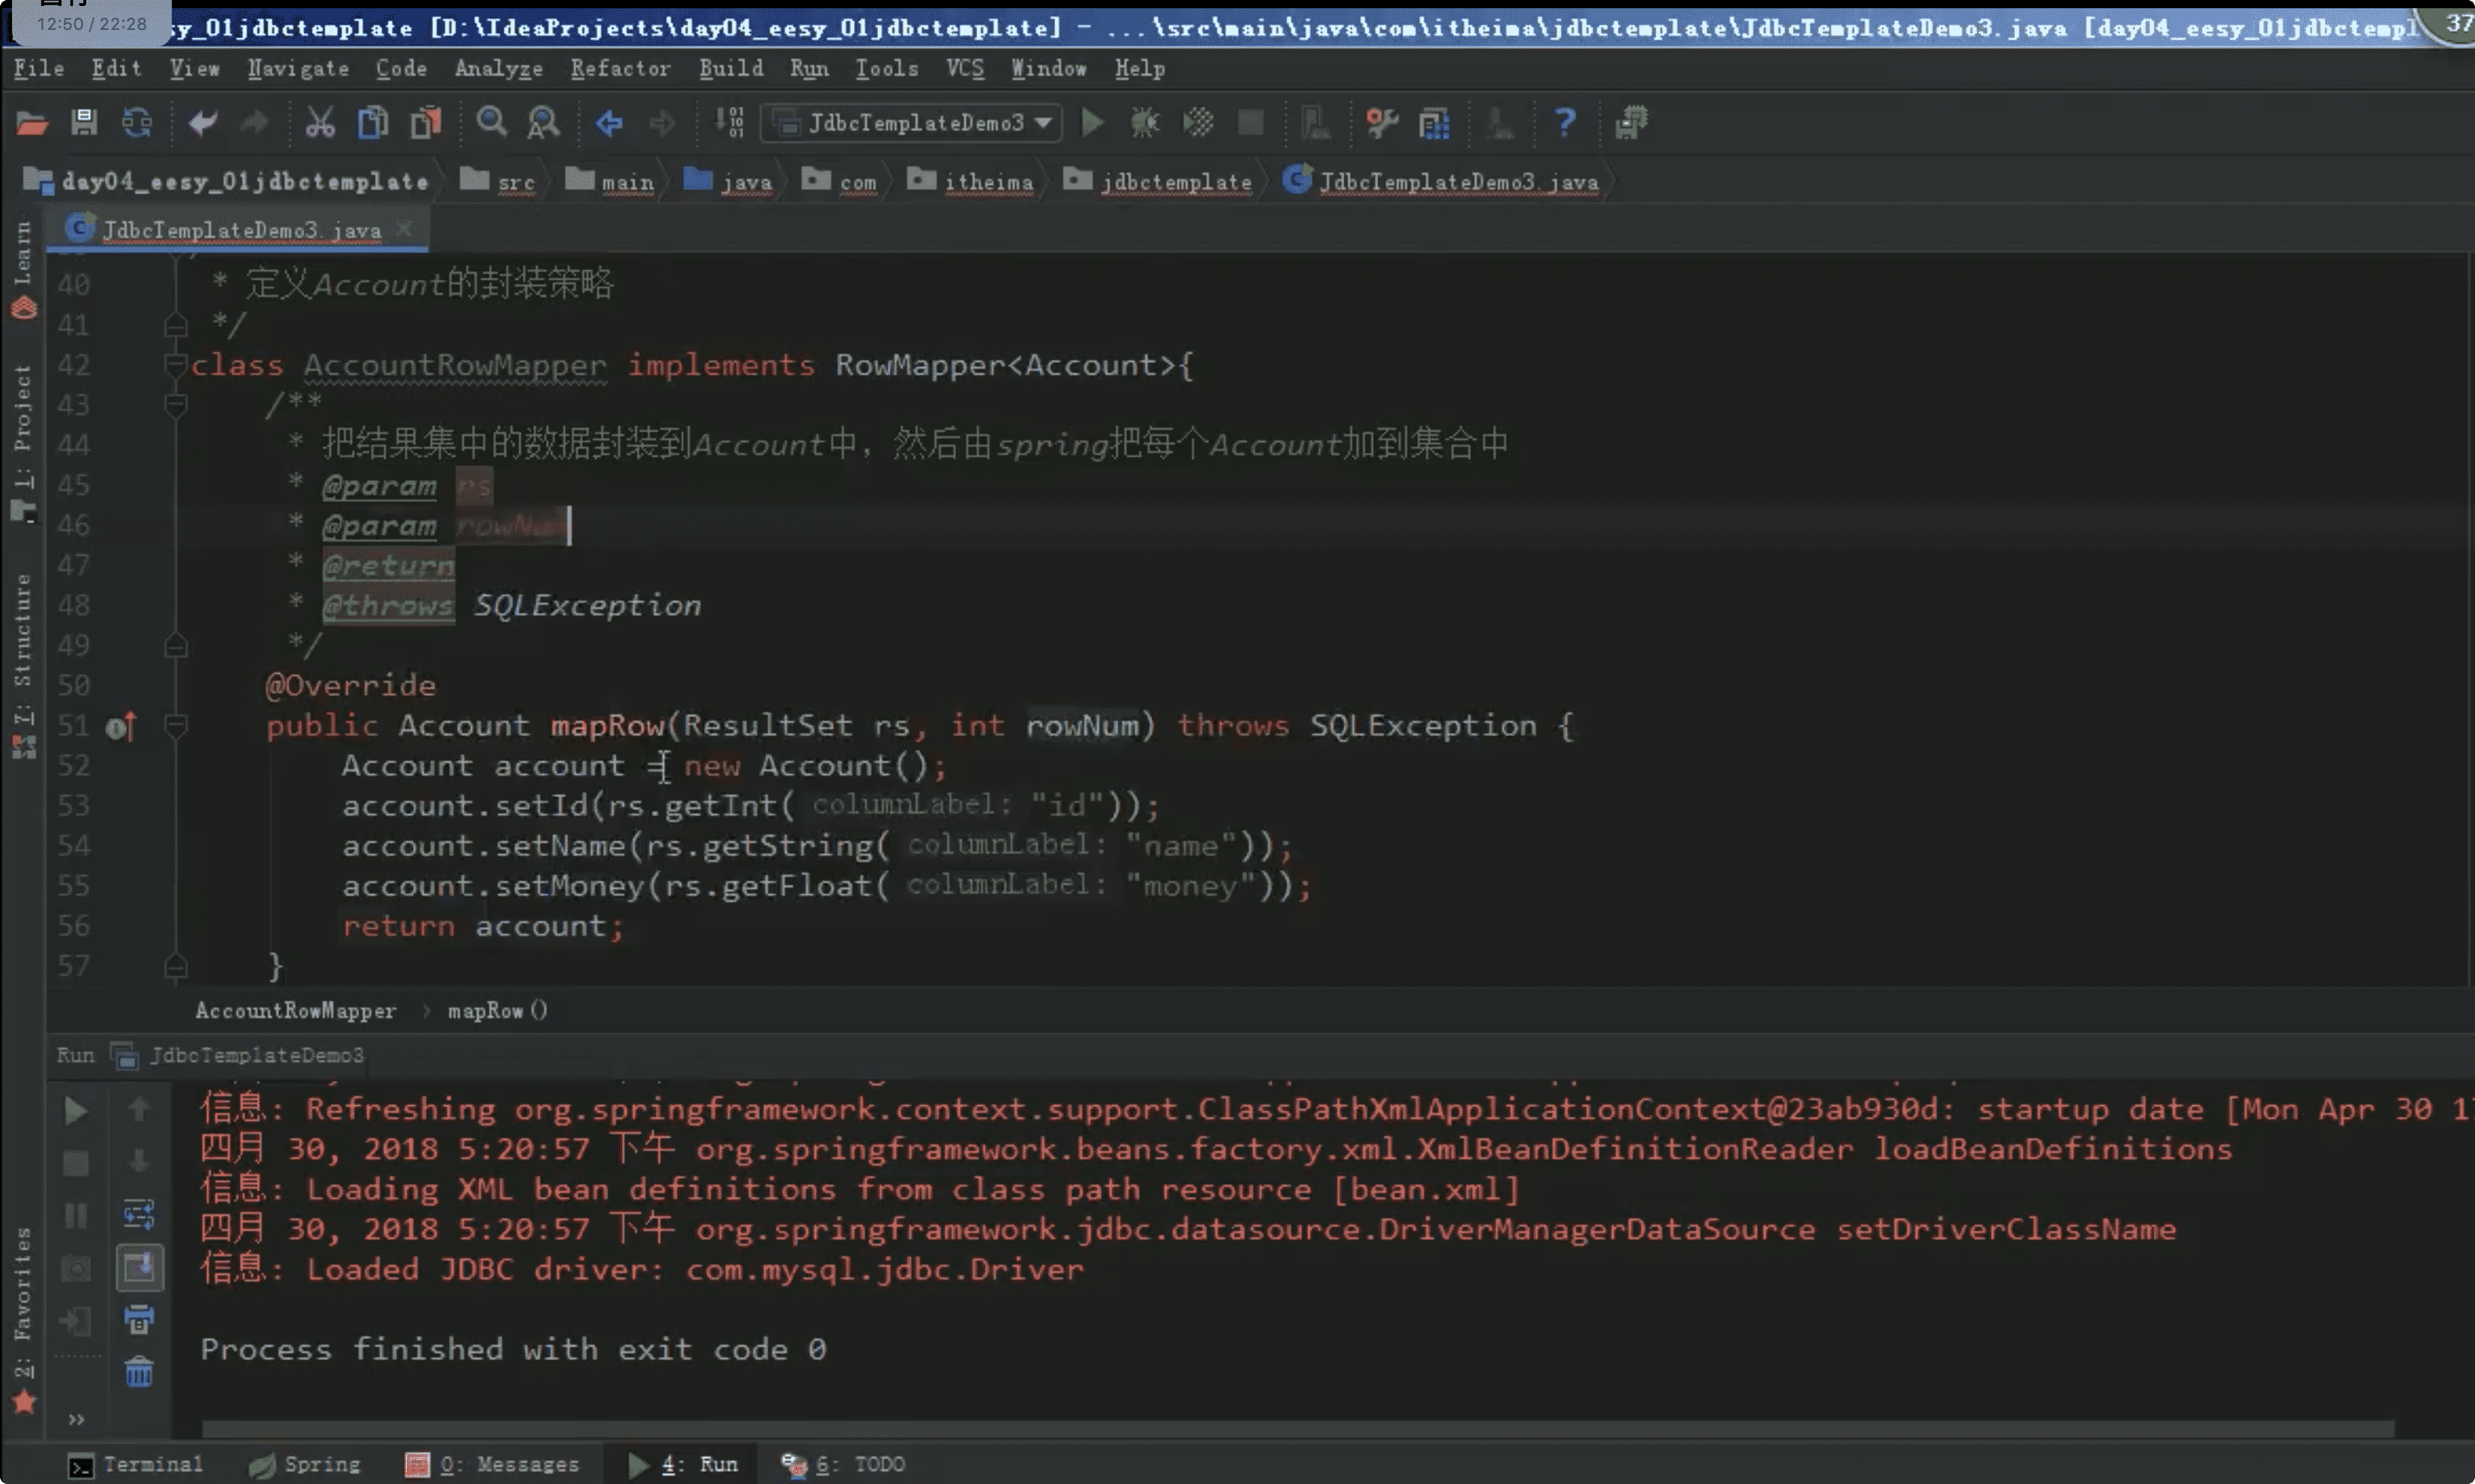 12:50 / 22:28
sy_01jdbctemplate [D:\IdeaProjects\day04_eesy_01jdbctemplate] - ...\src\main\java\com\itheima\jdbctemplate\JdbcTemplateDemo3.java [day04_eesy_01jdbctempl
37
File Edit View Navigate Code Analyze Refactor Build Run Tools VCS Window Help
JdbcTemplateDemo3
day04_eesy_01jdbctemplate src main java com itheima jdbctemplate JdbcTemplateDemo3.java
JdbcTemplateDemo3.java
Learn
1: Project
7: Structure
2: Favorites
40 * 定义Account的封装策略
41 */
42 class AccountRowMapper implements RowMapper<Account>{
43 /**
44 * 把结果集中的数据封装到Account中，然后由spring把每个Account加到集合中
45 * @param rs
46 * @param rowNum
47 * @return
48 * @throws SQLException
49 */
50 @Override
51 public Account mapRow(ResultSet rs, int rowNum) throws SQLException {
52 Account account = new Account();
53 account.setId(rs.getInt( columnLabel: "id"));
54 account.setName(rs.getString( columnLabel: "name"));
55 account.setMoney(rs.getFloat( columnLabel: "money"));
56 return account;
57 }
AccountRowMapper › mapRow()
Run JdbcTemplateDemo3
信息: Refreshing org.springframework.context.support.ClassPathXmlApplicationContext@23ab930d: startup date [Mon Apr 30 1
四月 30, 2018 5:20:57 下午 org.springframework.beans.factory.xml.XmlBeanDefinitionReader loadBeanDefinitions
信息: Loading XML bean definitions from class path resource [bean.xml]
四月 30, 2018 5:20:57 下午 org.springframework.jdbc.datasource.DriverManagerDataSource setDriverClassName
信息: Loaded JDBC driver: com.mysql.jdbc.Driver
Process finished with exit code 0
Terminal Spring 0: Messages 4: Run 6: TODO